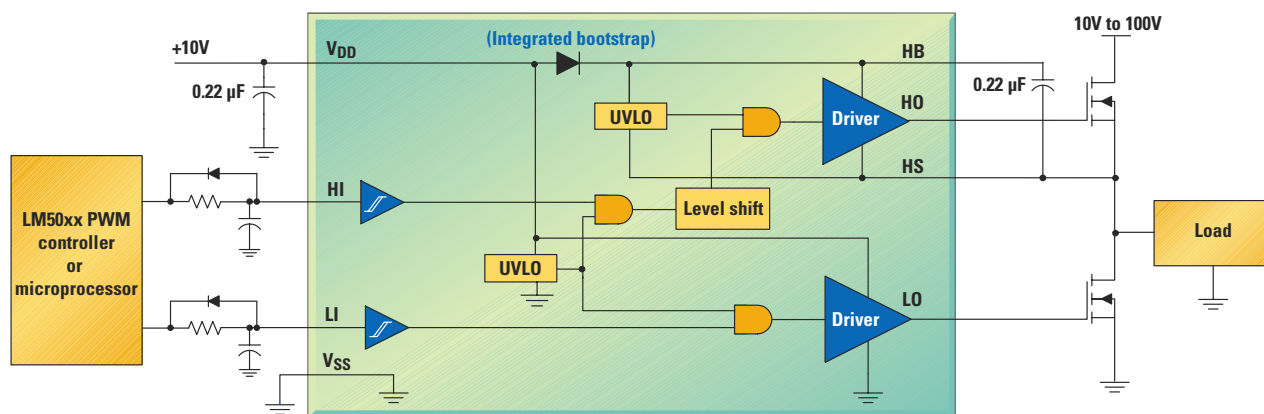 10V to 100V
(Integrated bootstrap)
+10V
VDD
HB
0.22 µF
0.22 µF
UVLO
Driver
HO
HS
LM50xx PWM
controller
or
microprocessor
HI
Level shift
Load
UVLO
LI
Driver
LO
VSS